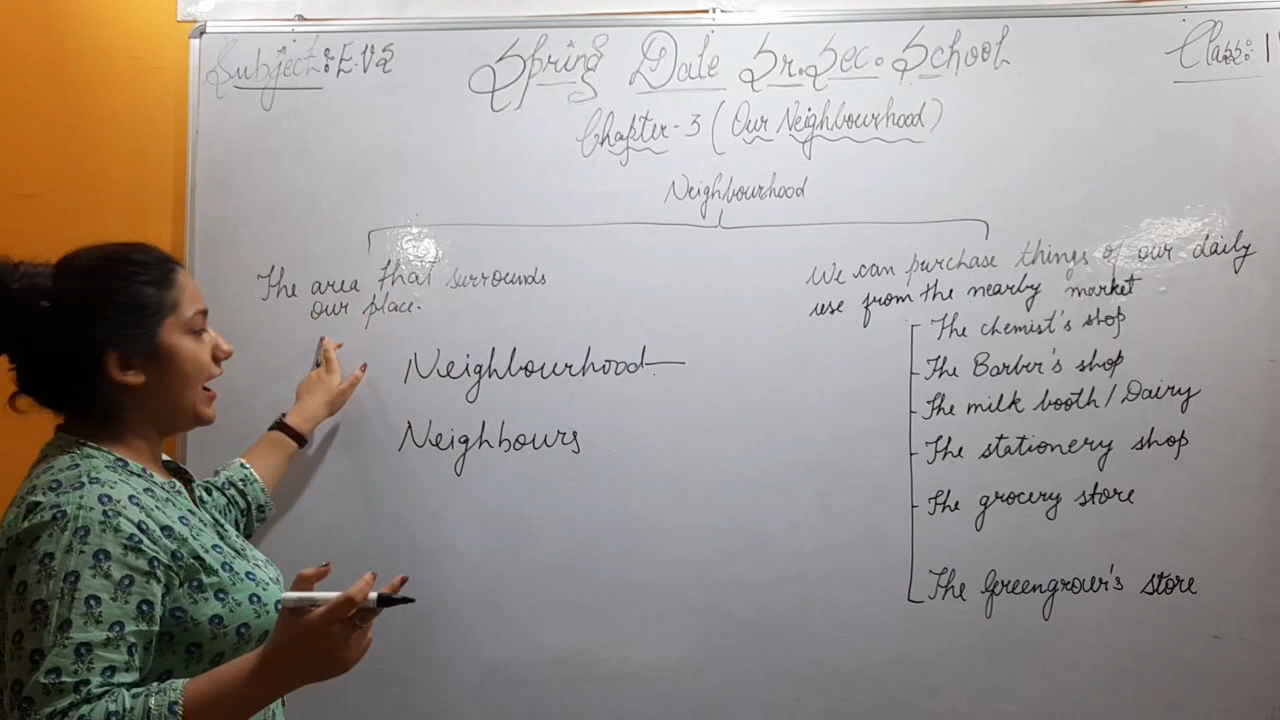 Subject:E.VS
Spring Dale Sr.Sec. School
Class:-
Chapter-3 (Our Neighbourhood)
Neighbourhood
The area that surrounds
our place.
Neighbourhood-
Neighbours
We can purchase things of our daily
use from the nearby market
The chemist's shop
The Barber's shop
The milk booth/Dairy
The stationery shop
The grocery store
The Greengrour's store